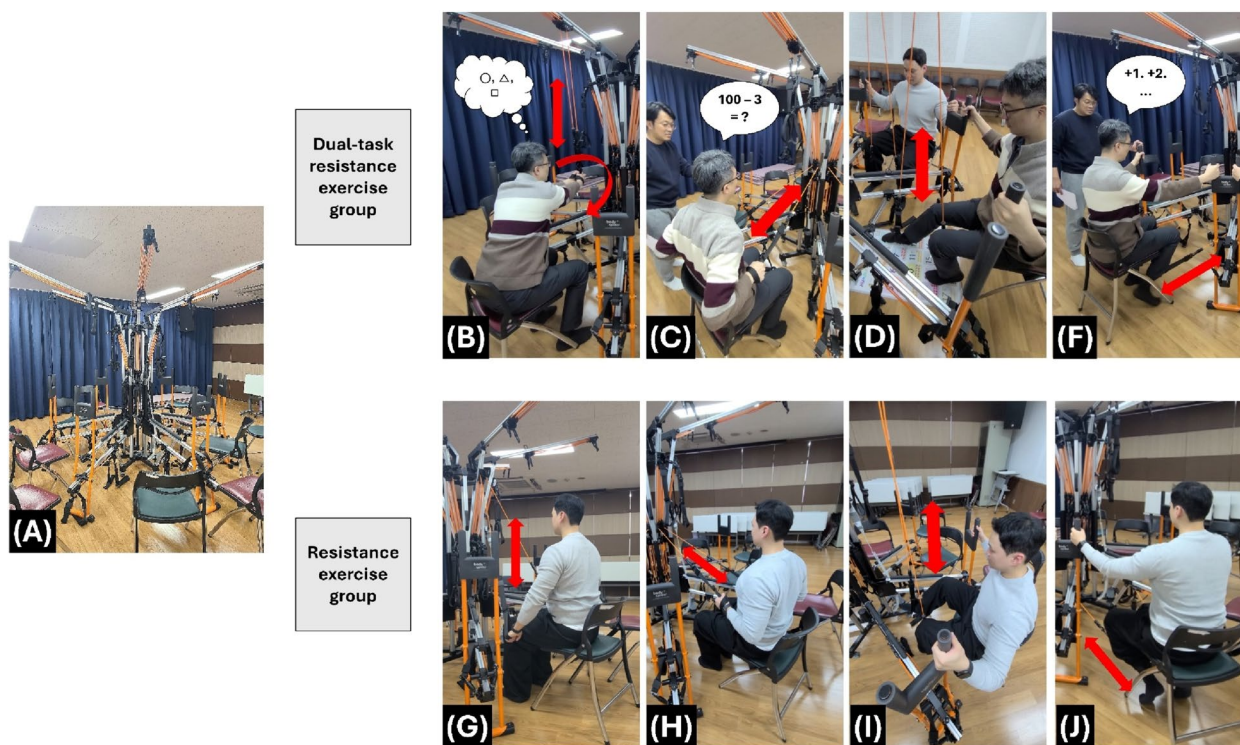 Dual-task
resistance
exercise
group
○, △,
□
100 – 3
= ?
+1. +2.
...
(A)
(B)
(C)
(D)
(F)
Resistance
exercise
group
(G)
(H)
(I)
(J)